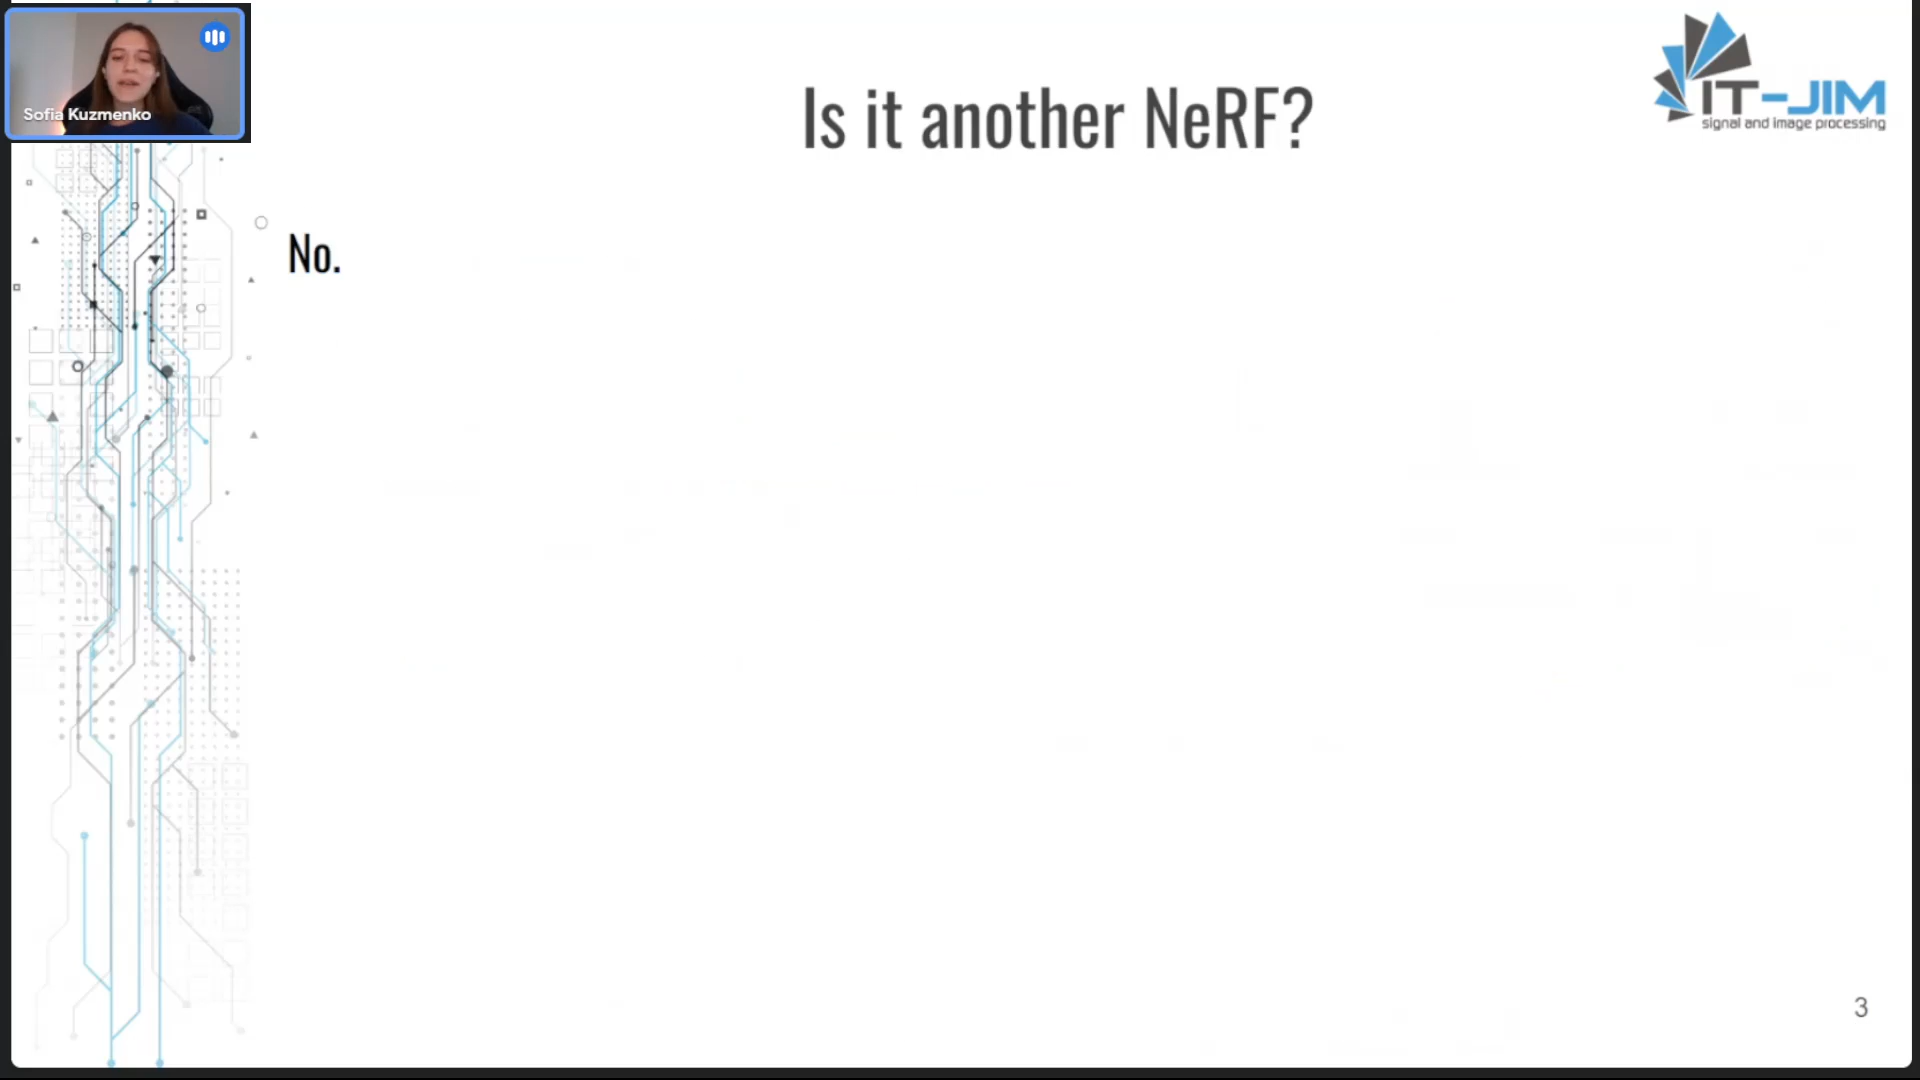 Sofia Kuzmenko
Is it another NeRF?
IT-JIM
signal and image processing
No.
3